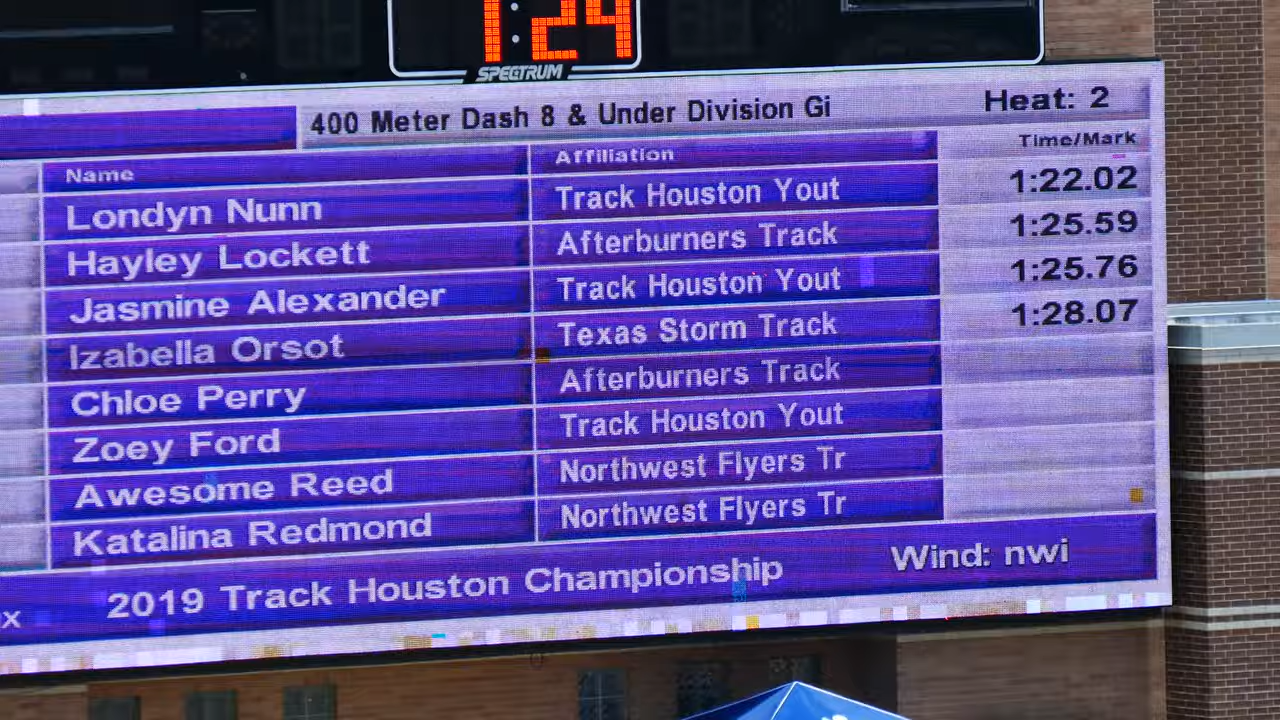 1:24
SPECTRUM
400 Meter Dash 8 & Under Division Gi Heat: 2
Name Affiliation Time/Mark
Londyn Nunn Track Houston Yout 1:22.02
Hayley Lockett Afterburners Track 1:25.59
Jasmine Alexander Track Houston Yout 1:25.76
Izabella Orsot Texas Storm Track 1:28.07
Chloe Perry Afterburners Track
Zoey Ford Track Houston Yout
Awesome Reed Northwest Flyers Tr
Katalina Redmond Northwest Flyers Tr
x 2019 Track Houston Championship Wind: nwi